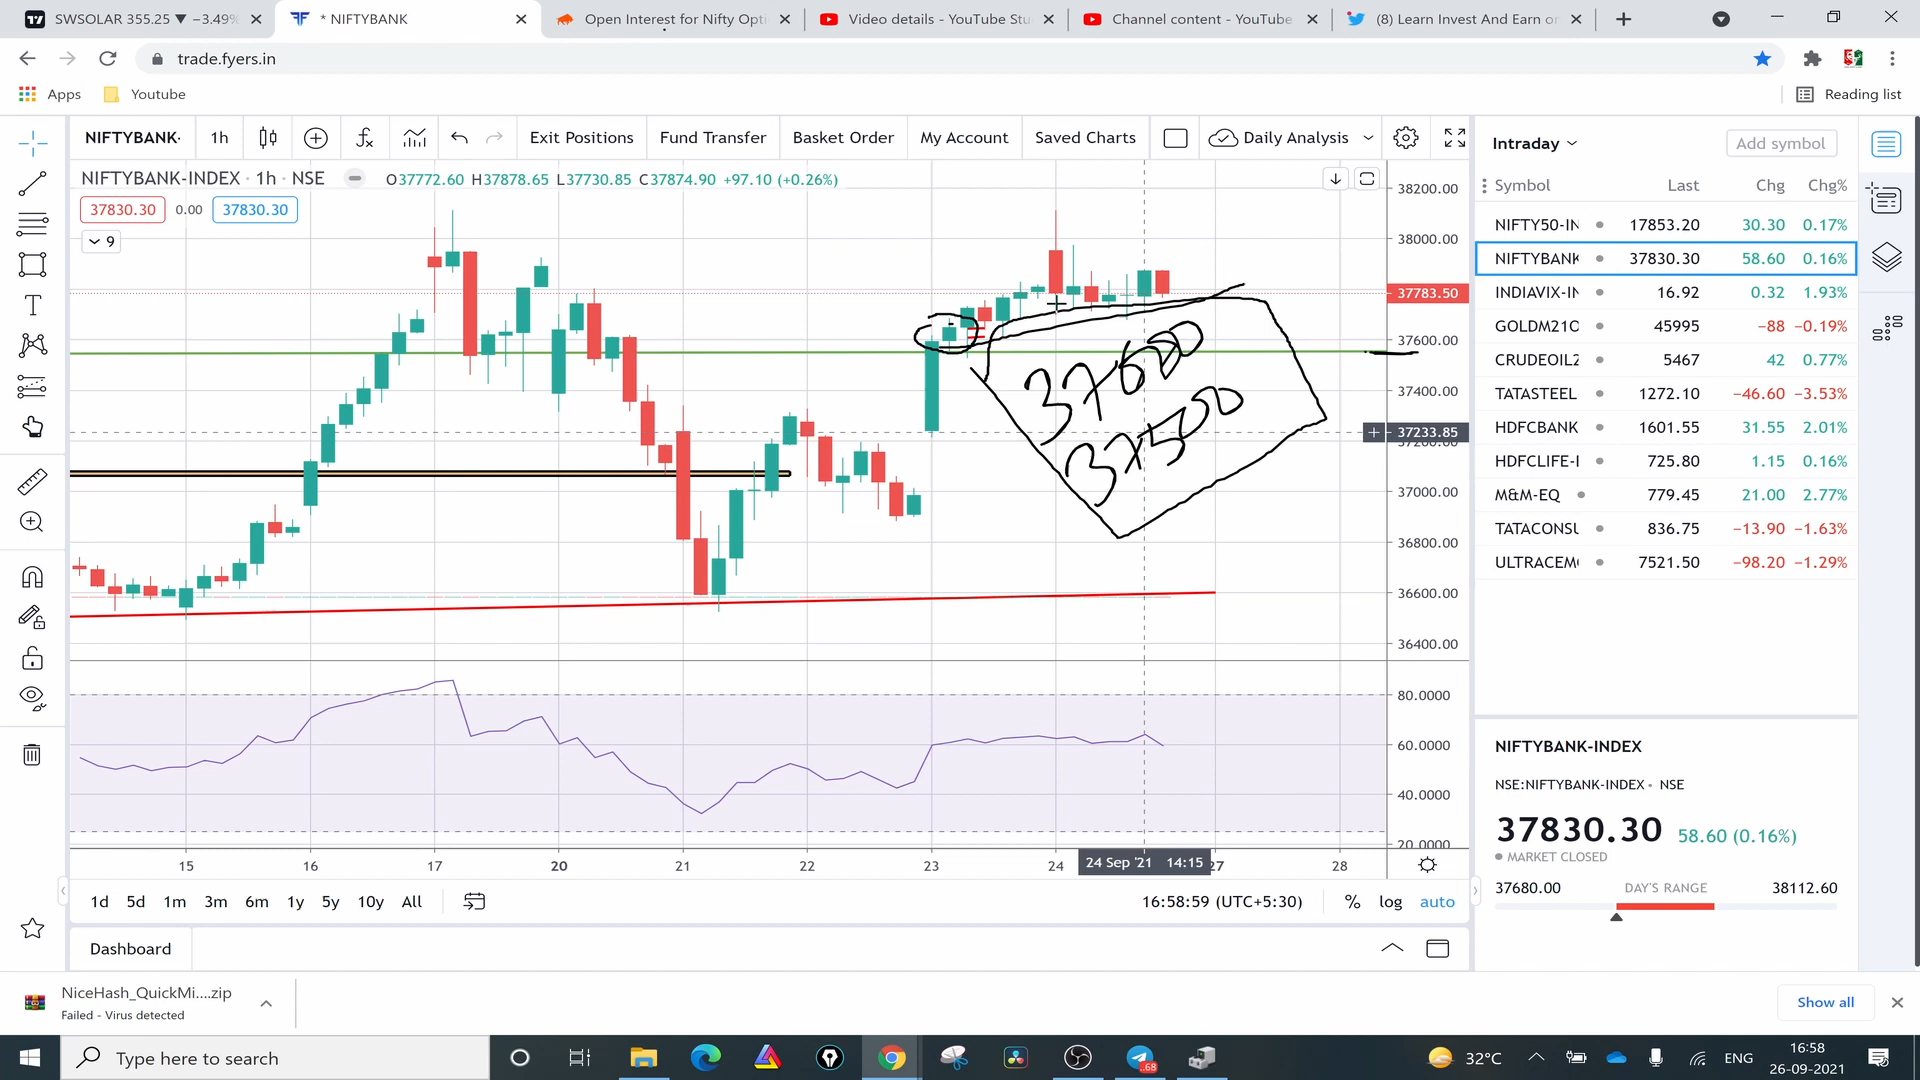 SWSOLAR 355.25 ▼ −3.49%
* NIFTYBANK
Open Interest for Nifty Opti
Video details - YouTube Stu
Channel content - YouTube
(8) Learn Invest And Earn on
trade.fyers.in
Apps
Youtube
Reading list
NIFTYBANK-
1h
Exit Positions
Fund Transfer
Basket Order
My Account
Saved Charts
Daily Analysis
Intraday
Add symbol
NIFTYBANK-INDEX · 1h · NSE
O37772.60 H37878.65 L37730.85 C37874.90 +97.10 (+0.26%)
37830.30
0.00
37830.30
9
38200.00
38000.00
37783.50
37600.00
37400.00
37233.85
37200.00
37000.00
36800.00
36600.00
36400.00
37600
37500
80.0000
60.0000
40.0000
20.0000
15 16 17 20 21 22 23 24 24 Sep '21 14:15 27 28
1d 5d 1m 3m 6m 1y 5y 10y All
16:58:59 (UTC+5:30)
% log auto
Dashboard
Symbol Last Chg Chg%
NIFTY50-IN 17853.20 30.30 0.17%
NIFTYBANK 37830.30 58.60 0.16%
INDIAVIX-IN 16.92 0.32 1.93%
GOLDM21O 45995 −88 −0.19%
CRUDEOIL2 5467 42 0.77%
TATASTEEL 1272.10 −46.60 −3.53%
HDFCBANK 1601.55 31.55 2.01%
HDFCLIFE-I 725.80 1.15 0.16%
M&M-EQ 779.45 21.00 2.77%
TATACONSU 836.75 −13.90 −1.63%
ULTRACEM 7521.50 −98.20 −1.29%
NIFTYBANK-INDEX
NSE:NIFTYBANK-INDEX • NSE
37830.30 58.60 (0.16%)
MARKET CLOSED
37680.00 DAY'S RANGE 38112.60
NiceHash_QuickMi....zip
Failed - Virus detected
Show all
Type here to search
68
32°C
ENG
16:58
26-09-2021